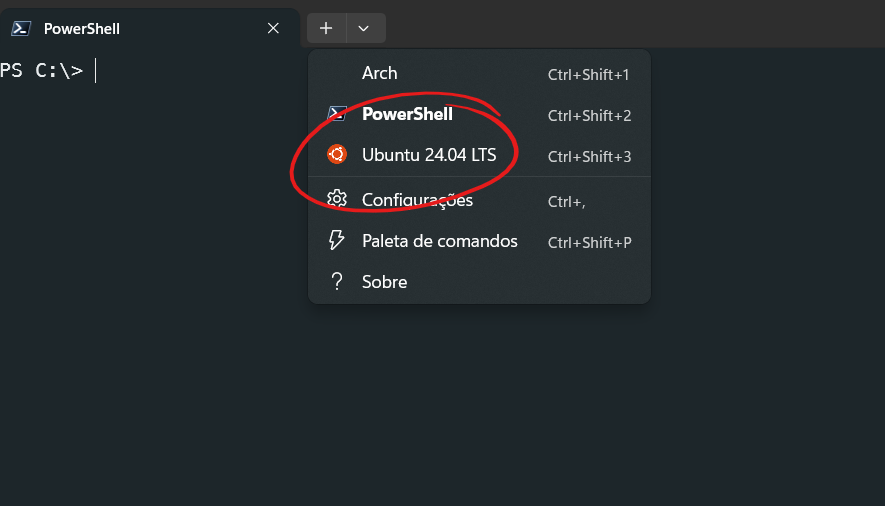 PowerShell
PS C:\>
Arch Ctrl+Shift+1
PowerShell Ctrl+Shift+2
Ubuntu 24.04 LTS Ctrl+Shift+3
Configurações Ctrl+,
Paleta de comandos Ctrl+Shift+P
Sobre